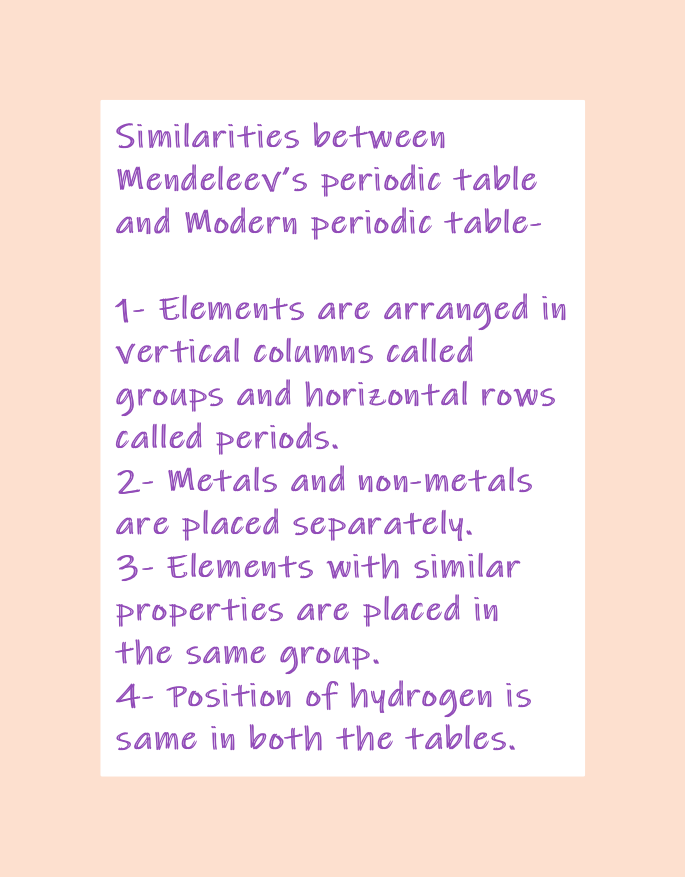 Similarities between
Mendeleev's periodic table
and Modern periodic table-
1- Elements are arranged in
vertical columns called
groups and horizontal rows
called periods.
2- Metals and non-metals
are placed separately.
3- Elements with similar
properties are placed in
the same group.
4- Position of hydrogen is
same in both the tables.